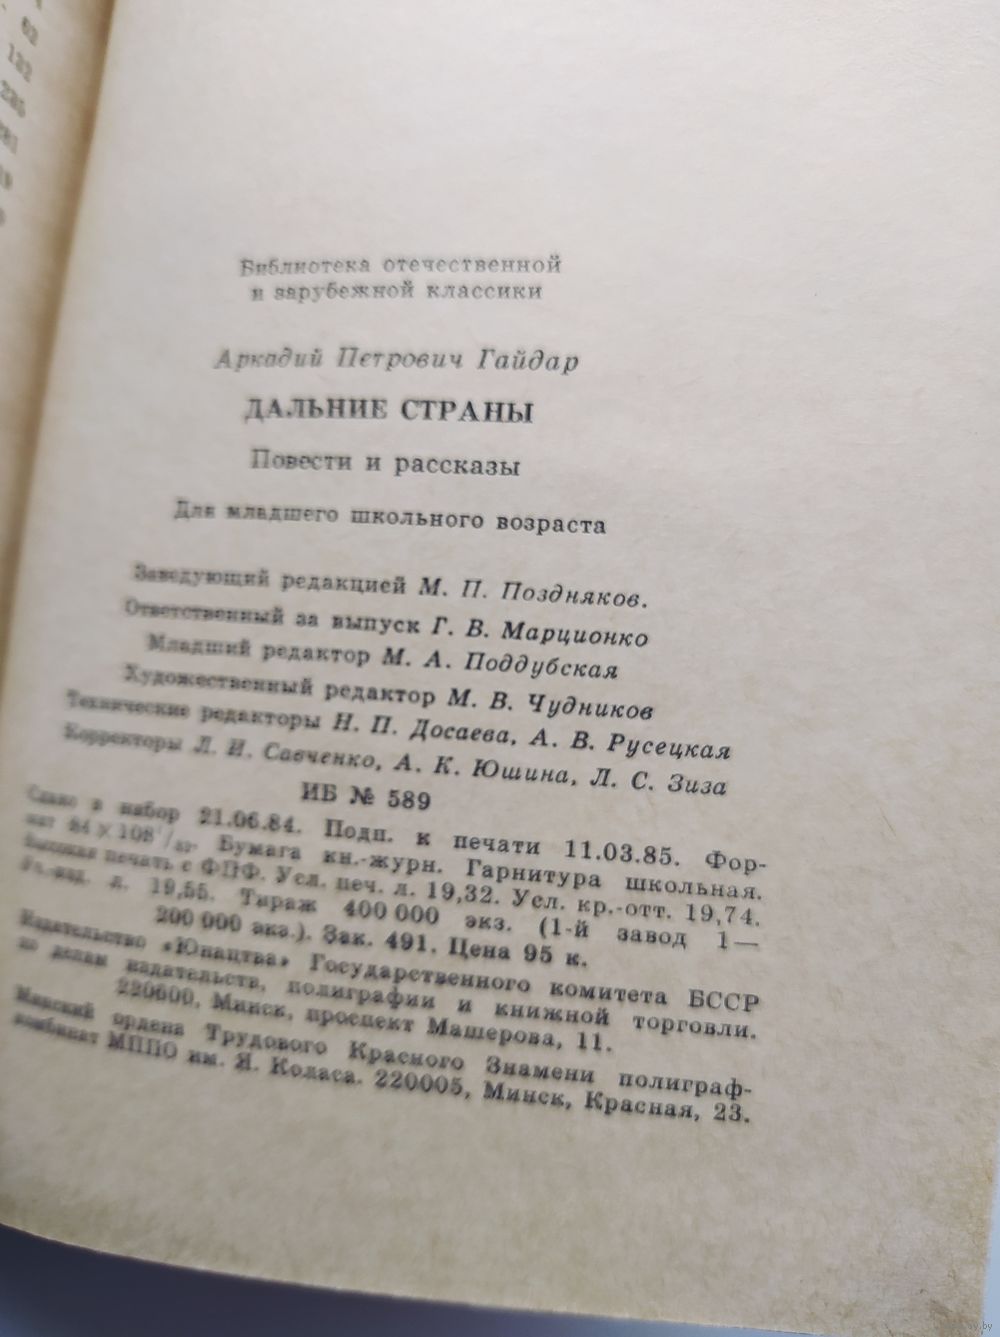 62
132
235
281
Библиотека отечественной
и зарубежной классики
Аркадий Петрович Гайдар
ДАЛЬНИЕ СТРАНЫ
Повести и рассказы
Для младшего школьного возраста
Заведующий редакцией М. П. Поздняков.
Ответственный за выпуск Г. В. Марционко
Младший редактор М. А. Поддубская
Художественный редактор М. В. Чудников
Технические редакторы Н. П. Досаева, А. В. Русецкая
Корректоры Л. И. Савченко, А. К. Юшина, Л. С. Зиза
ИБ № 589
Сдано в набор 21.06.84. Подп. к печати 11.03.85. Фор-
мат 84×108¹/₃₂. Бумага кн.-журн. Гарнитура школьная.
Высокая печать с ФПФ. Усл. печ. л. 19,32. Усл. кр.-отт. 19,74.
Уч.-изд. л. 19,55. Тираж 400 000 экз. (1-й завод 1—
200 000 экз.). Зак. 491. Цена 95 к.
Издательство «Юнацтва» Государственного комитета БССР
по делам издательств, полиграфии и книжной торговли.
220600, Минск, проспект Машерова, 11.
Минский ордена Трудового Красного Знамени полиграф-
комбинат МППО им. Я. Коласа. 220005, Минск, Красная, 23.